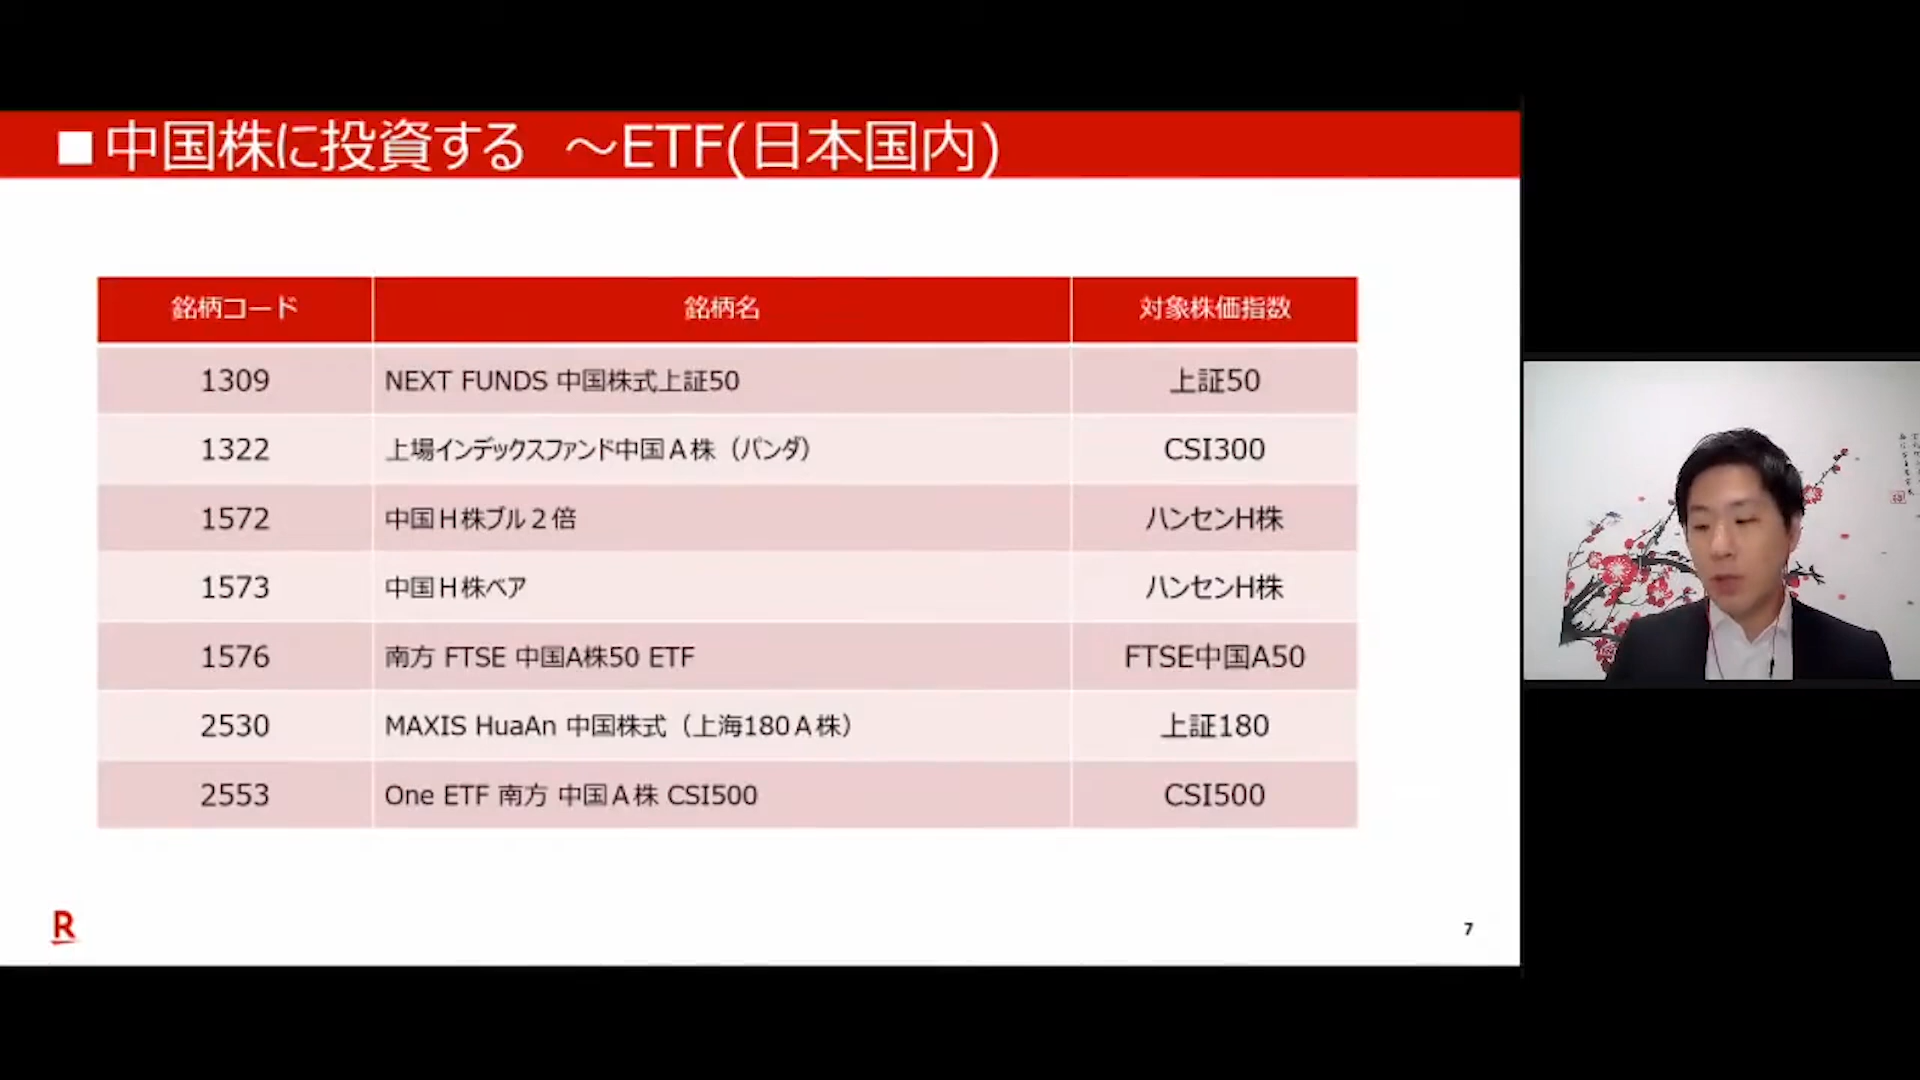 ■中国株に投資する ～ETF(日本国内)
銘柄コード 銘柄名 対象株価指数
1309 NEXT FUNDS 中国株式上証50 上証50
1322 上場インデックスファンド中国Ａ株（パンダ） CSI300
1572 中国Ｈ株ブル２倍 ハンセンH株
1573 中国Ｈ株ベア ハンセンH株
1576 南方 FTSE 中国A株50 ETF FTSE中国A50
2530 MAXIS HuaAn 中国株式（上海180Ａ株） 上証180
2553 One ETF 南方 中国Ａ株 CSI500 CSI500
R
7